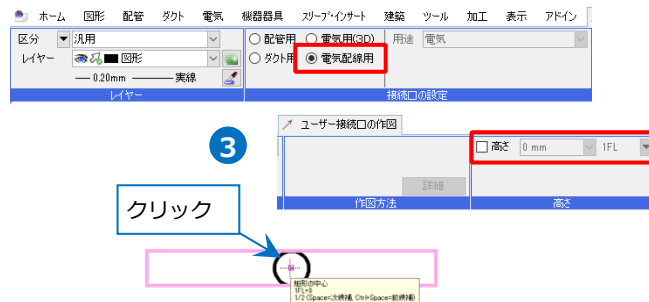 ホーム 図形 配管 ダクト 電気 機器器具 スリーブ・インサート 建築 ツール 加工 表示 アドイン
区分 汎用 配管用 電気用(3D) 用途 電気
レイヤー 図形 ダクト用 電気配線用
0.20mm 実線
レイヤー 接続口の設定
3
ユーザー接続口の作図
高さ 0 mm 1FL
詳細
作図方法 高さ
クリック
矩形の中心
1FL+0
1/2 (Space=次候補, Ctrl+Space=前候補)